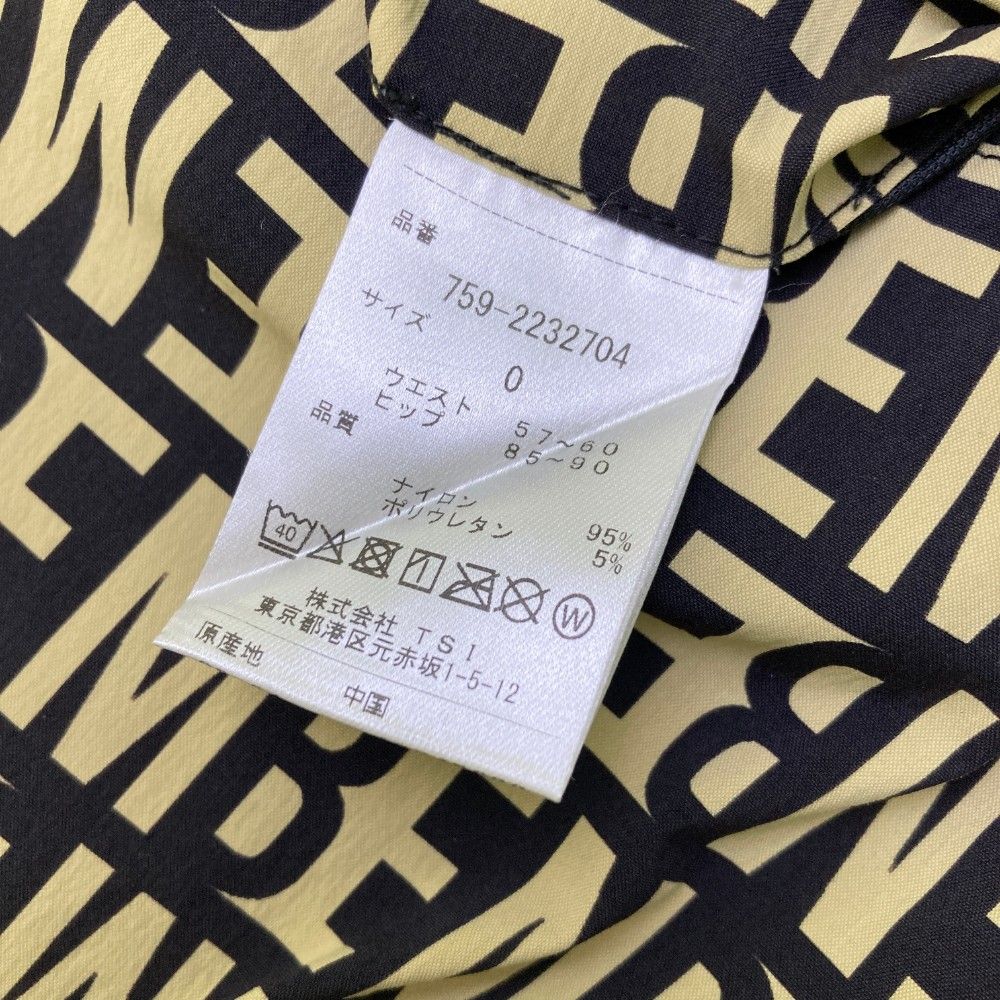 品番
759-2232704
サイズ
0
ウエスト 57~60
ヒップ 85~90
品質
ナイロン 95%
ポリウレタン 5%
40
W
株式会社 TSI
東京都港区元赤坂1-5-12
原産地
中国